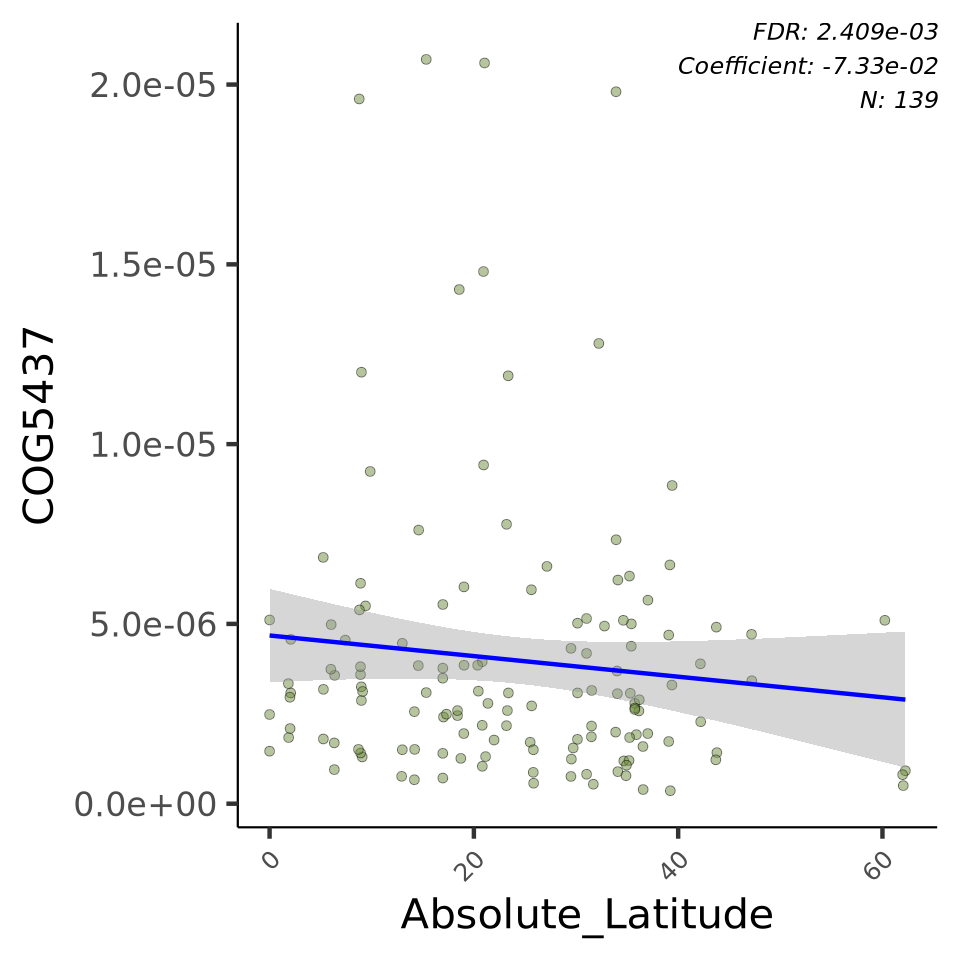 FDR: 2.409e-03
Coefficient: -7.33e-02
N: 139
2.0e-05
1.5e-05
1.0e-05
5.0e-06
0.0e+00
COG5437
0
20
40
60
Absolute_Latitude